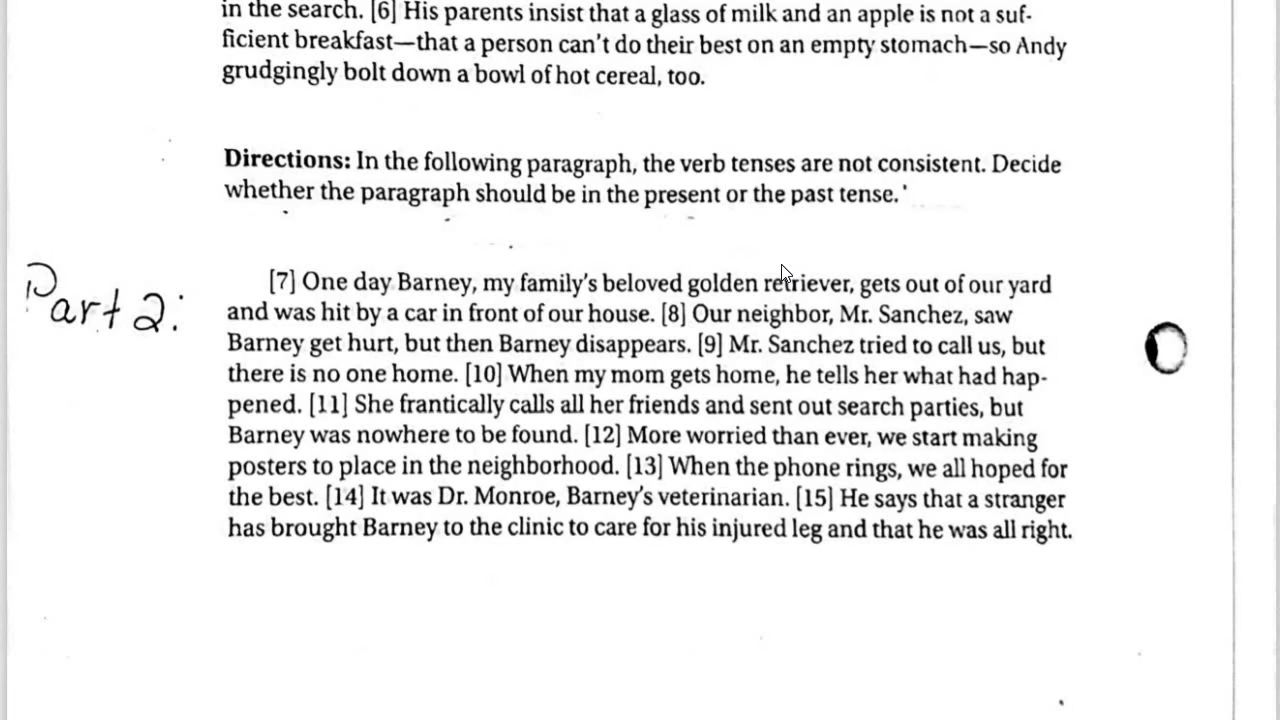 in the search. [6] His parents insist that a glass of milk and an apple is not a suf-
ficient breakfast—that a person can't do their best on an empty stomach—so Andy
grudgingly bolt down a bowl of hot cereal, too.
Directions: In the following paragraph, the verb tenses are not consistent. Decide
whether the paragraph should be in the present or the past tense.
Part 2:
[7] One day Barney, my family's beloved golden retriever, gets out of our yard
and was hit by a car in front of our house. [8] Our neighbor, Mr. Sanchez, saw
Barney get hurt, but then Barney disappears. [9] Mr. Sanchez tried to call us, but
there is no one home. [10] When my mom gets home, he tells her what had hap-
pened. [11] She frantically calls all her friends and sent out search parties, but
Barney was nowhere to be found. [12] More worried than ever, we start making
posters to place in the neighborhood. [13] When the phone rings, we all hoped for
the best. [14] It was Dr. Monroe, Barney's veterinarian. [15] He says that a stranger
has brought Barney to the clinic to care for his injured leg and that he was all right.